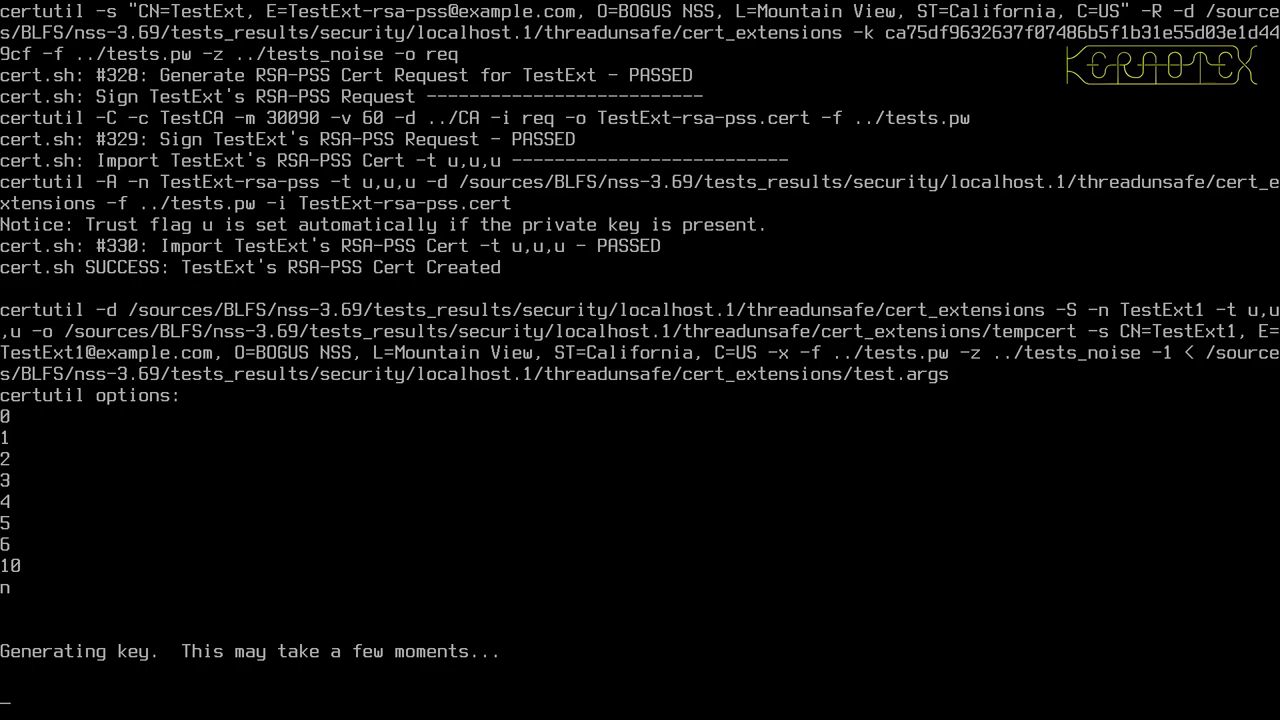 certutil -s "CN=TestExt, E=TestExt-rsa-pss@example.com, O=BOGUS NSS, L=Mountain View, ST=California, C=US" -R -d /source
s/BLFS/nss-3.69/tests_results/security/localhost.1/threadunsafe/cert_extensions -k ca75df9632637f07486b5f1b31e55d03e1d44
9cf -f ../tests.pw -z ../tests_noise -o req
KERAOTEX
cert.sh: #328: Generate RSA-PSS Cert Request for TestExt - PASSED
cert.sh: Sign TestExt's RSA-PSS Request --------------------------
certutil -C -c TestCA -m 30090 -v 60 -d ../CA -i req -o TestExt-rsa-pss.cert -f ../tests.pw
cert.sh: #329: Sign TestExt's RSA-PSS Request - PASSED
cert.sh: Import TestExt's RSA-PSS Cert -t u,u,u --------------------------
certutil -A -n TestExt-rsa-pss -t u,u,u -d /sources/BLFS/nss-3.69/tests_results/security/localhost.1/threadunsafe/cert_e
xtensions -f ../tests.pw -i TestExt-rsa-pss.cert
Notice: Trust flag u is set automatically if the private key is present.
cert.sh: #330: Import TestExt's RSA-PSS Cert -t u,u,u - PASSED
cert.sh SUCCESS: TestExt's RSA-PSS Cert Created
certutil -d /sources/BLFS/nss-3.69/tests_results/security/localhost.1/threadunsafe/cert_extensions -S -n TestExt1 -t u,u
,u -o /sources/BLFS/nss-3.69/tests_results/security/localhost.1/threadunsafe/cert_extensions/tempcert -s CN=TestExt1, E=
TestExt1@example.com, O=BOGUS NSS, L=Mountain View, ST=California, C=US -x -f ../tests.pw -z ../tests_noise -1 < /source
s/BLFS/nss-3.69/tests_results/security/localhost.1/threadunsafe/cert_extensions/test.args
certutil options:
0
1
2
3
4
5
6
10
n
Generating key.  This may take a few moments...
_